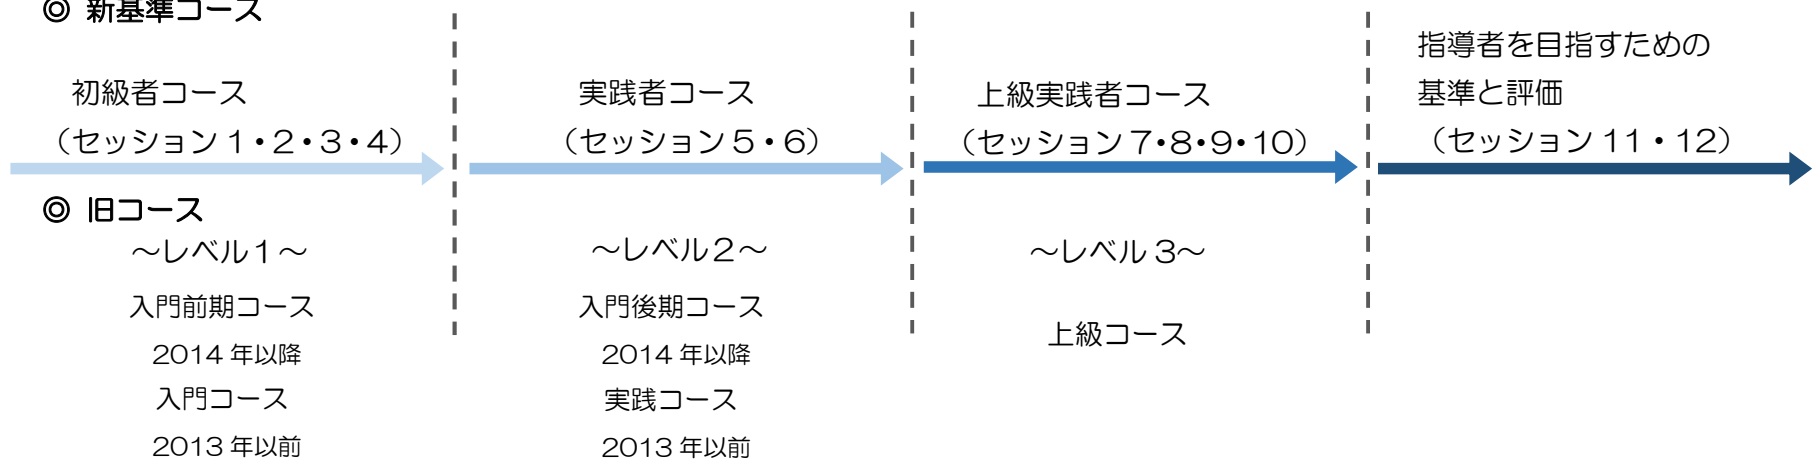 ◎ 新基準コース
初級者コース
（セッション1・2・3・4）
実践者コース
（セッション5・6）
上級実践者コース
（セッション7・8・9・10）
指導者を目指すための
基準と評価
（セッション 11・12）
◎ 旧コース
～レベル1～
入門前期コース
2014 年以降
入門コース
2013 年以前
～レベル2～
入門後期コース
2014 年以降
実践コース
2013 年以前
～レベル 3～
上級コース